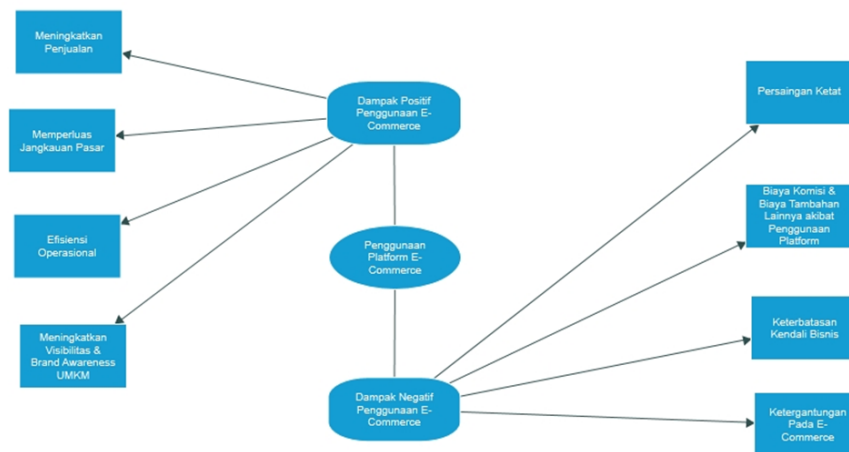 Meningkatkan
Penjualan
Memperluas
Jangkauan Pasar
Efisiensi
Operasional
Meningkatkan
Visibilitas &
Brand Awareness
UMKM
Dampak Positif
Penggunaan E-
Commerce
Penggunaan
Platform E-
Commerce
Dampak Negatif
Penggunaan E-
Commerce
Persaingan Ketat
Biaya Komisi &
Biaya Tambahan
Lainnya akibat
Penggunaan
Platform
Keterbatasan
Kendali Bisnis
Ketergantungan
Pada E-
Commerce